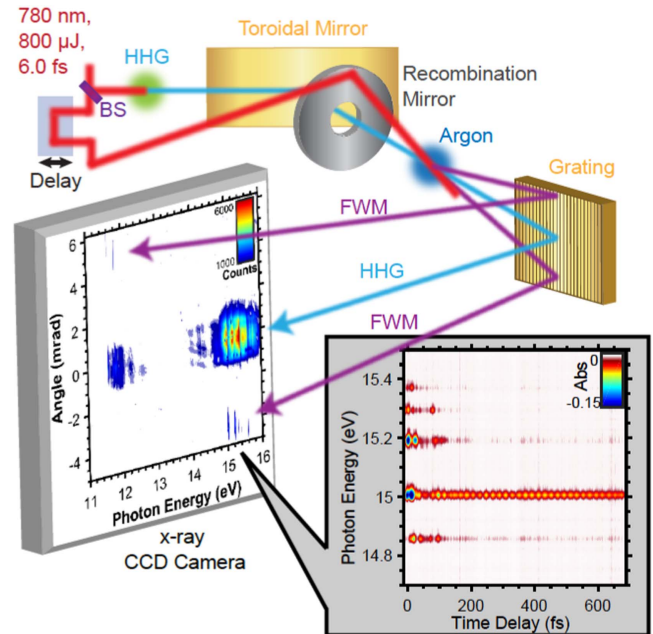 780 nm,
800 µJ,
6.0 fs
HHG
BS
Delay
Toroidal Mirror
Recombination
Mirror
Argon
Grating
FWM
HHG
FWM
6000
1000
Counts
6
4
2
0
-2
-4
Angle (mrad)
11 12 13 14 15 16
Photon Energy (eV)
x-ray
CCD Camera
0
-0.15
Abs
15.4
15.2
15
14.8
Photon Energy (eV)
0 200 400 600
Time Delay (fs)